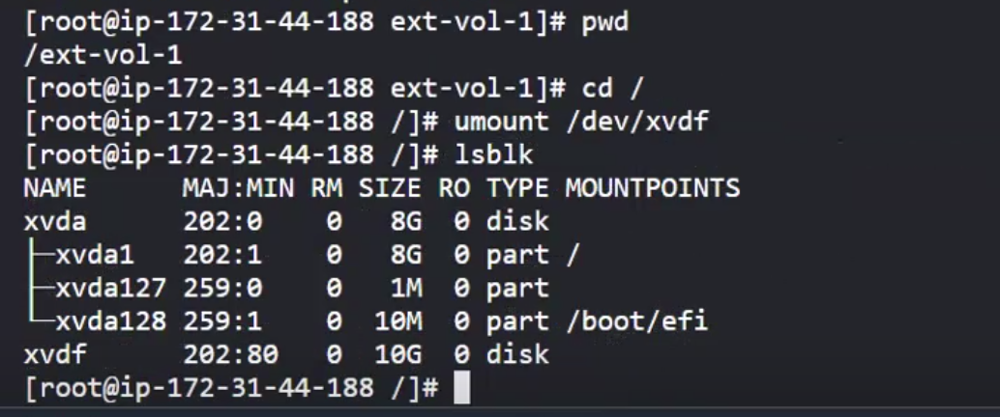 [root@ip-172-31-44-188 ext-vol-1]# pwd
/ext-vol-1
[root@ip-172-31-44-188 ext-vol-1]# cd /
[root@ip-172-31-44-188 /]# umount /dev/xvdf
[root@ip-172-31-44-188 /]# lsblk
NAME      MAJ:MIN RM SIZE RO TYPE MOUNTPOINTS
xvda      202:0    0   8G  0 disk
├─xvda1   202:1    0   8G  0 part /
├─xvda127 259:0    0   1M  0 part
└─xvda128 259:1    0  10M  0 part /boot/efi
xvdf      202:80   0  10G  0 disk
[root@ip-172-31-44-188 /]#